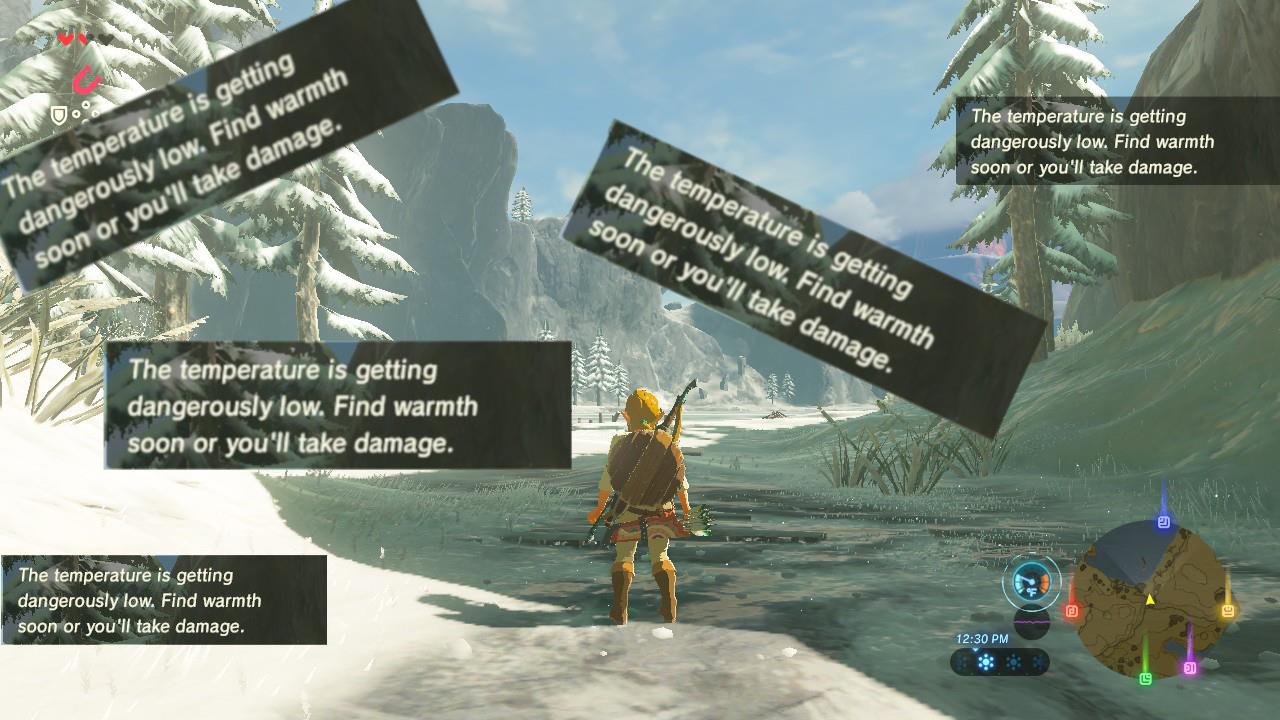 The temperature is getting
dangerously low. Find warmth
soon or you'll take damage.
The temperature is getting
dangerously low. Find warmth
soon or you'll take damage.
The temperature is getting
dangerously low. Find warmth
soon or you'll take damage.
The temperature is getting
dangerously low. Find warmth
soon or you'll take damage.
The temperature is getting
dangerously low. Find warmth
soon or you'll take damage.
°F
12:30 PM